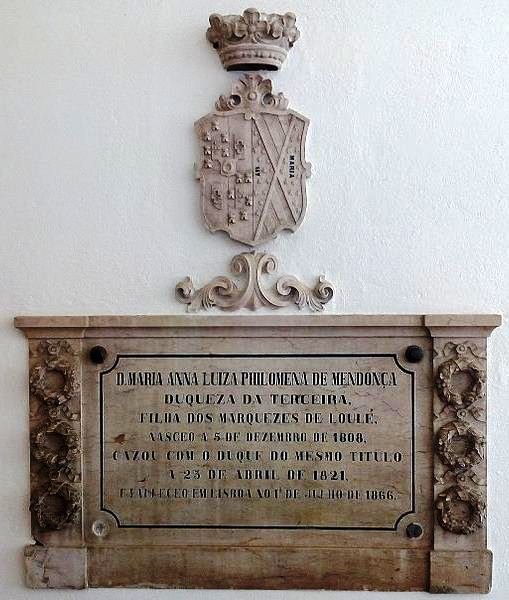 AVE
MARIA
D. MARIA ANNA LUIZA PHILOMENA DE MENDONÇA
DUQUEZA DA TERCEIRA,
FILHA DOS MARQUEZES DE LOULÉ,
NASCEO A 5 DE DEZEMBRO DE 1808,
CAZOU COM O DUQUE DO MESMO TITULO
A 23 DE ABRIL DE 1821,
E FALLECEO EM LISBOA NO 1º DE JULHO DE 1866.